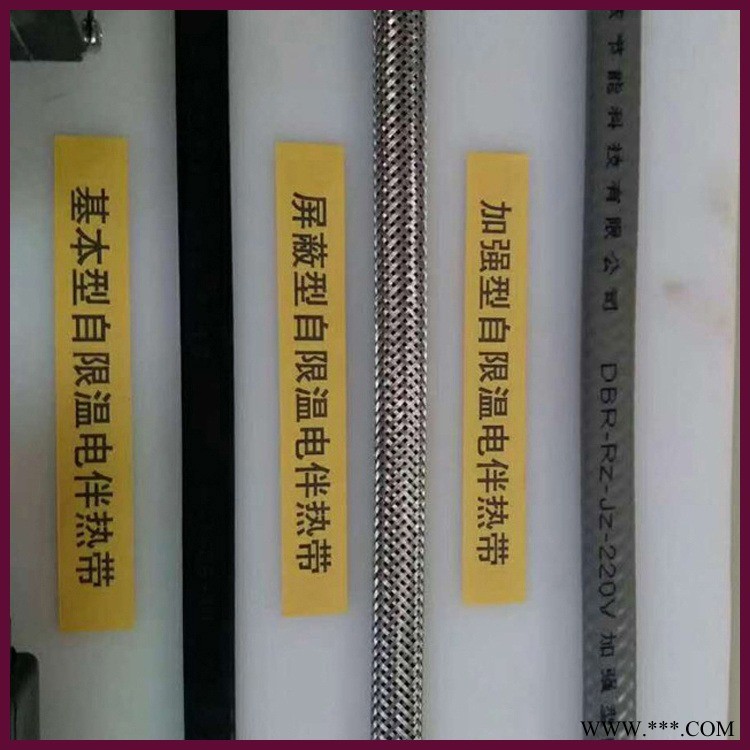 基本型自限温电伴热带
屏蔽型自限温电伴热带
加强型自限温电伴热带
节能科技有限公司 DBR-RZ-JZ-220V 加强
WWW.***.COM